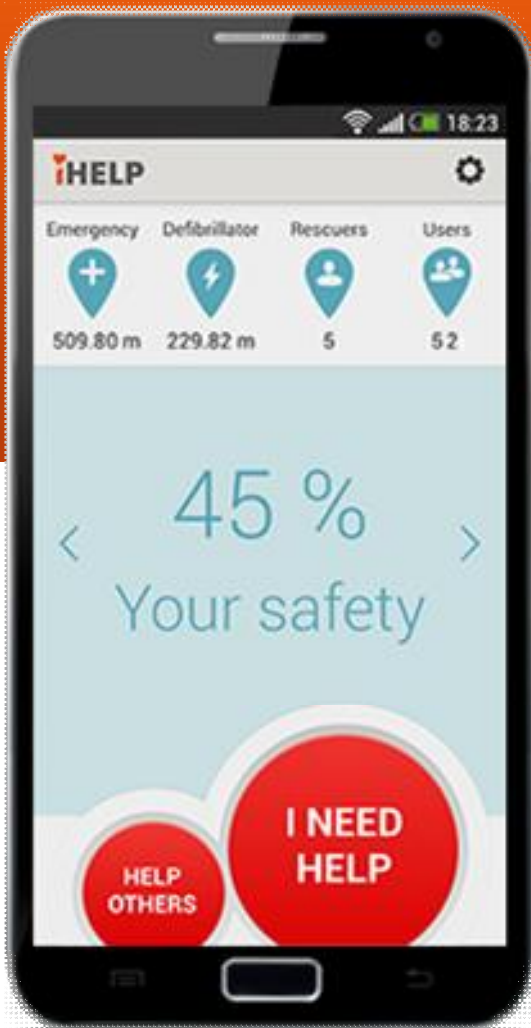 18:23
iHELP
Emergency Defibrillator Rescuers Users
509.80 m 229.82 m 5 52
45 %
Your safety
I NEED
HELP
HELP
OTHERS